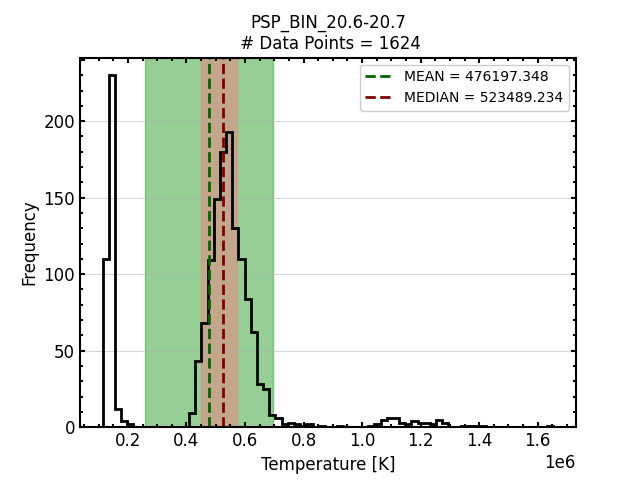 PSP_BIN_20.6-20.7
# Data Points = 1624
MEAN = 476197.348
MEDIAN = 523489.234
Frequency
200
150
100
50
0
0.2 0.4 0.6 0.8 1.0 1.2 1.4 1.6
1e6
Temperature [K]